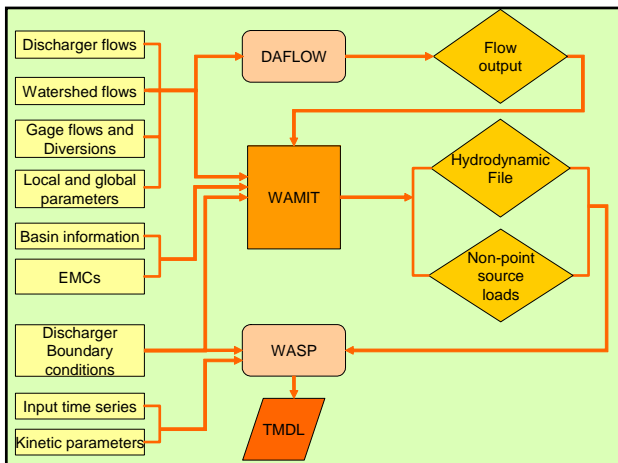 Discharger flows
Watershed flows
Gage flows and
Diversions
Local and global
parameters
Basin information
EMCs
Discharger
Boundary
conditions
Input time series
Kinetic parameters
DAFLOW
Flow
output
WAMIT
Hydrodynamic
File
Non-point
source
loads
WASP
TMDL